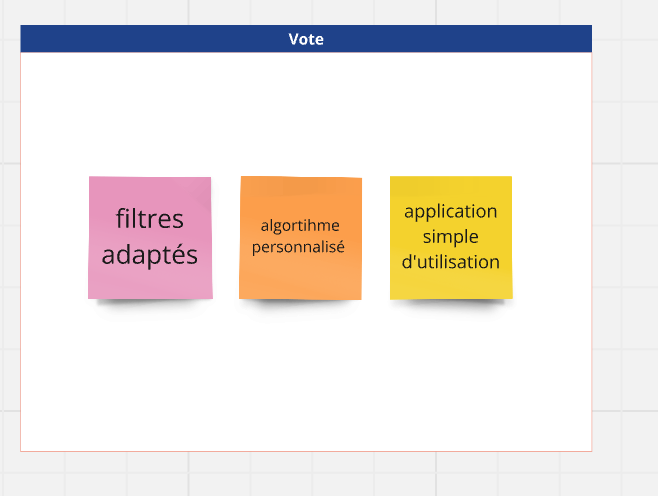 Vote
filtres
adaptés
algortihme
personnalisé
application
simple
d'utilisation